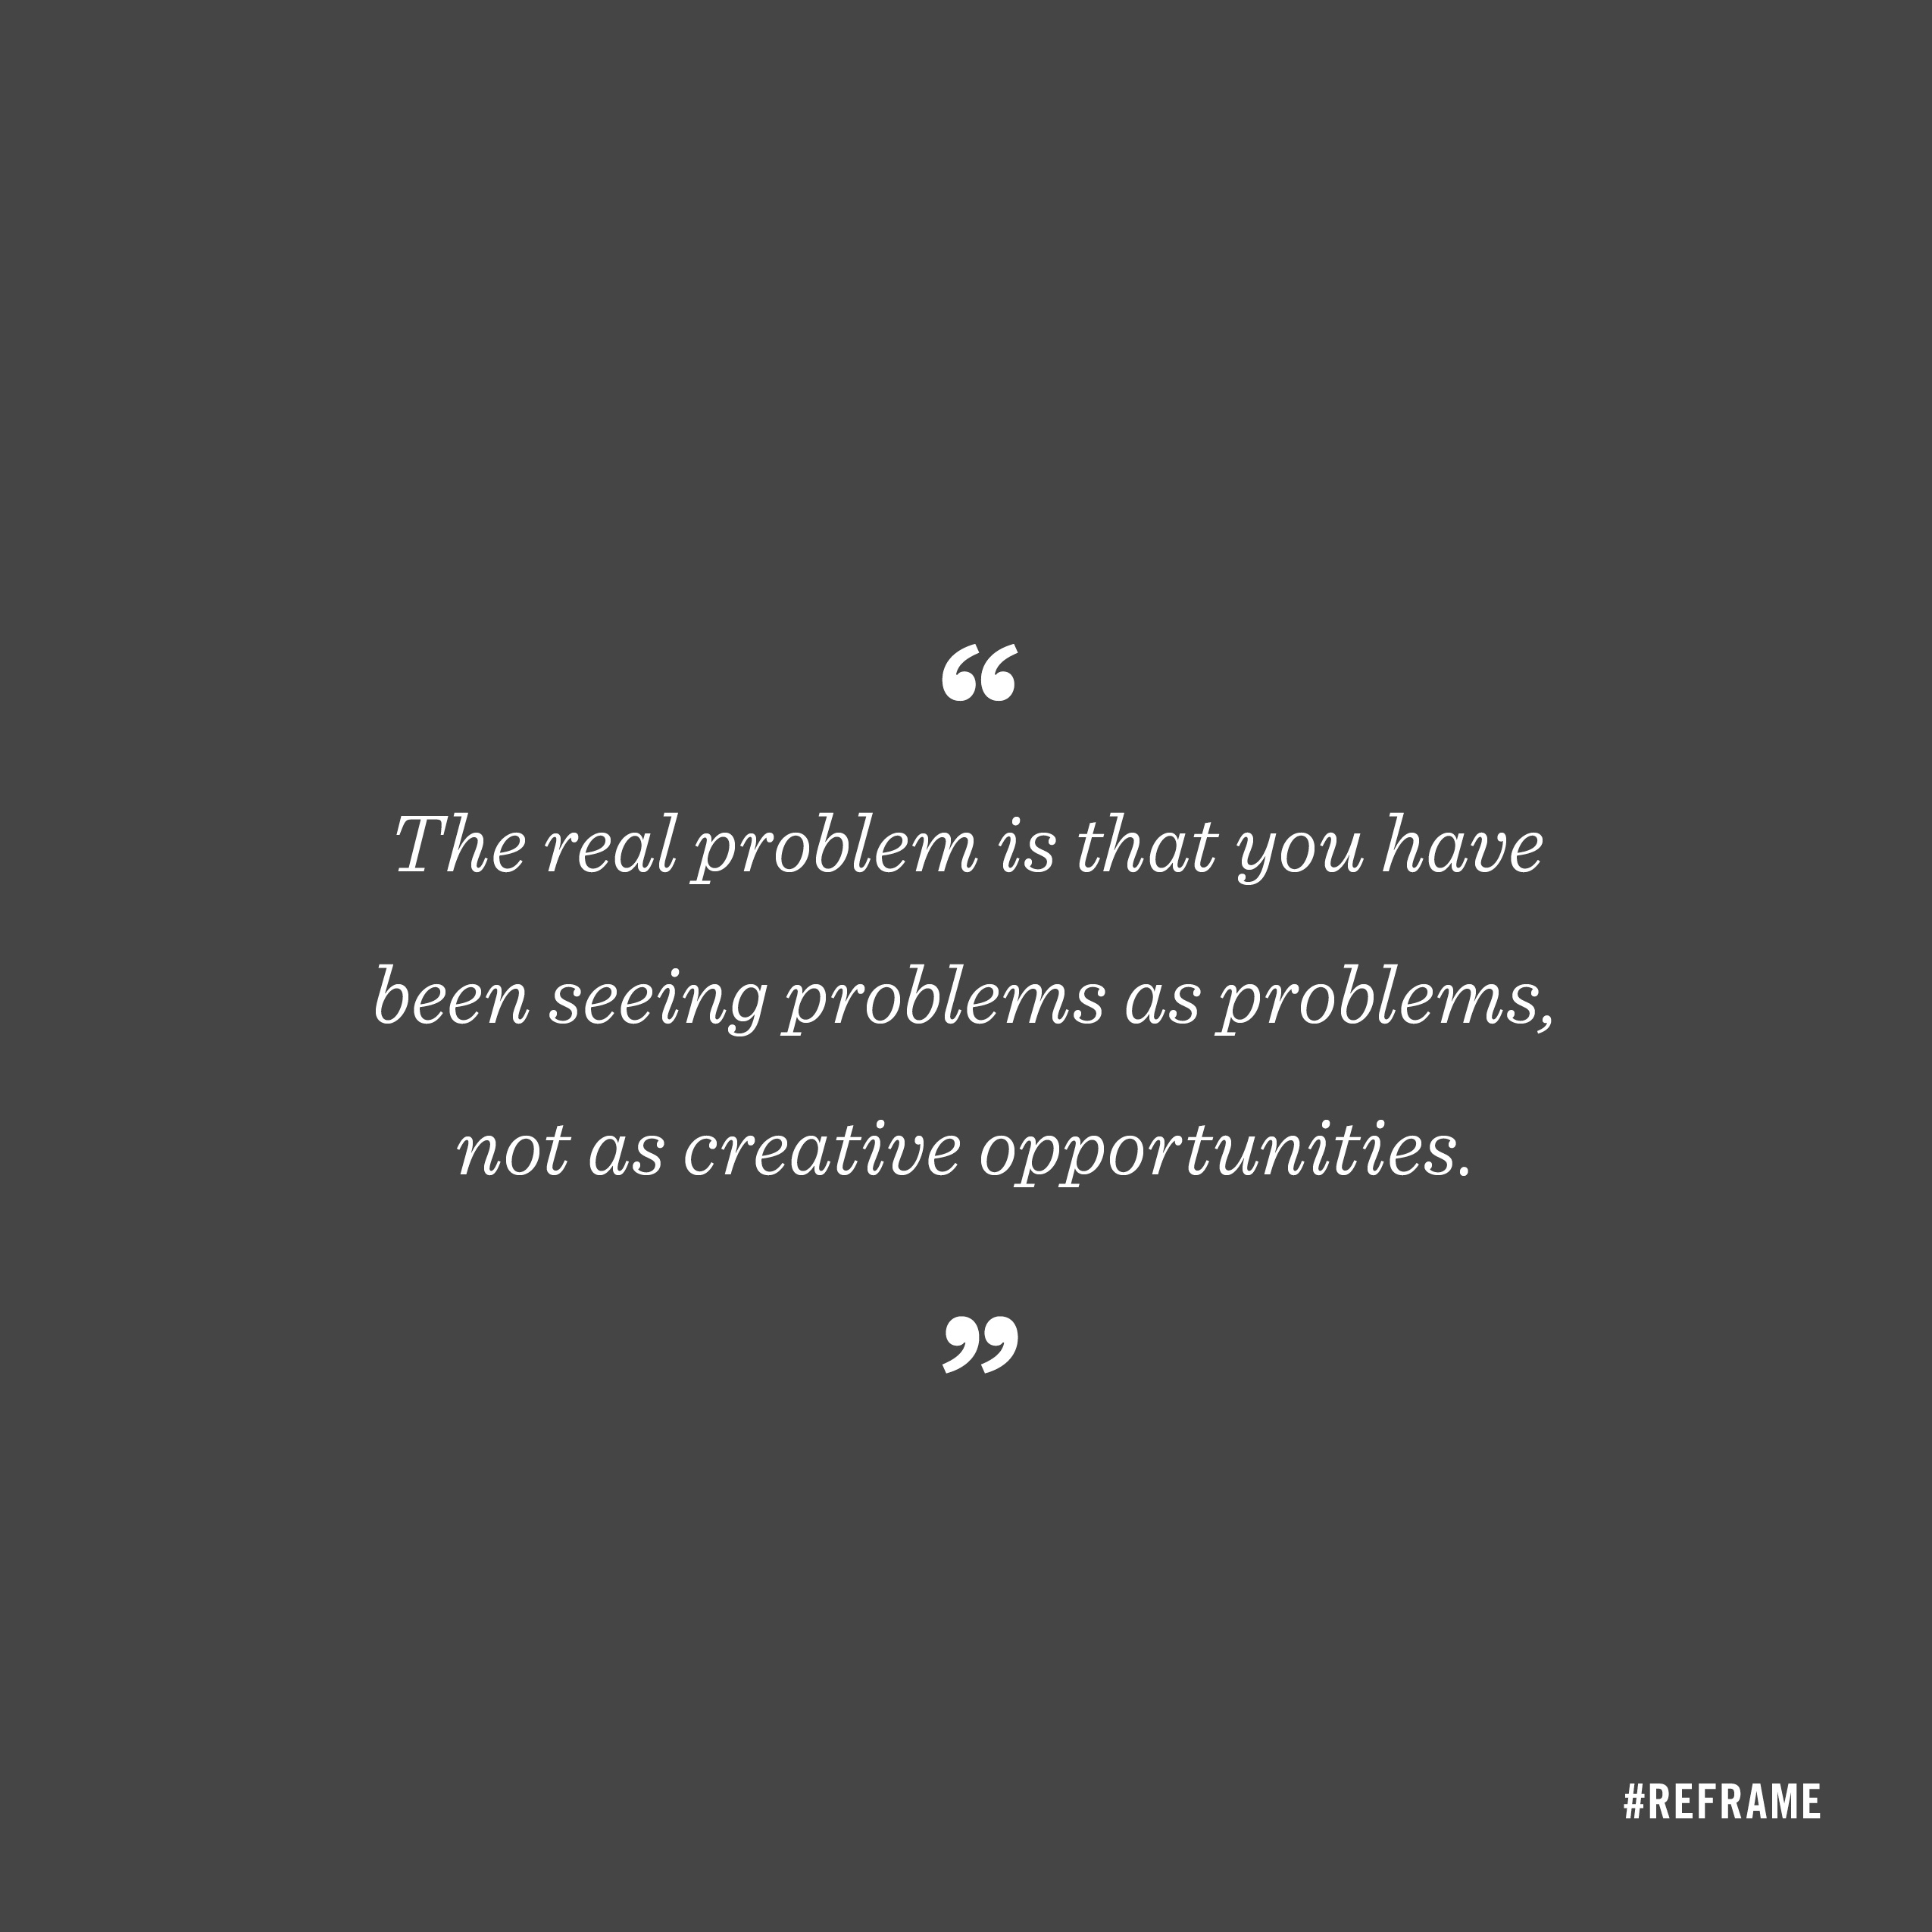 “
The real problem is that you have
been seeing problems as problems,
not as creative opportunities.
”
#REFRAME